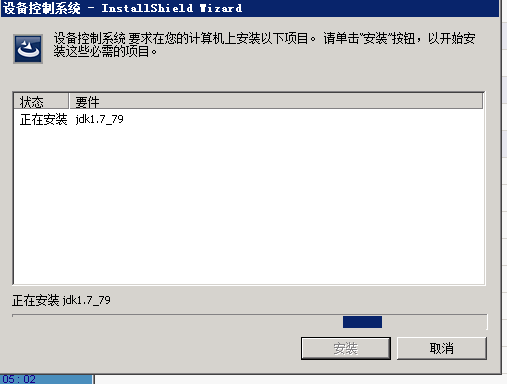 设备控制系统 - InstallShield Wizard
设备控制系统 要求在您的计算机上安装以下项目。 请单击“安装”按钮，以开始安
装这些必需的项目。
状态 要件
正在安装 jdk1.7_79
正在安装 jdk1.7_79
安装 取消
05:02